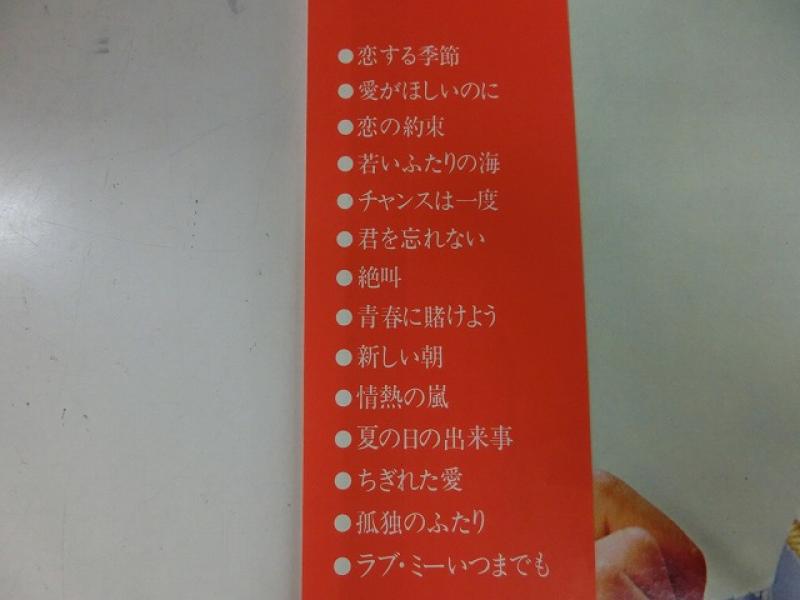 ●恋する季節
●愛がほしいのに
●恋の約束
●若いふたりの海
●チャンスは一度
●君を忘れない
●絶叫
●青春に賭けよう
●新しい朝
●情熱の嵐
●夏の日の出来事
●ちぎれた愛
●孤独のふたり
●ラブ・ミーいつまでも